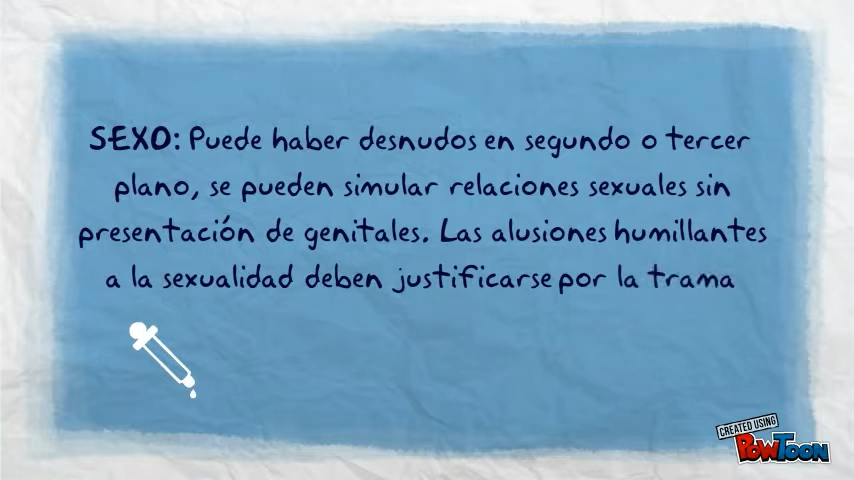 SEXO: Puede haber desnudos en segundo o tercer
plano, se pueden simular relaciones sexuales sin
presentación de genitales. Las alusiones humillantes
a la sexualidad deben justificarse por la trama
CREATED USING
POWTOON